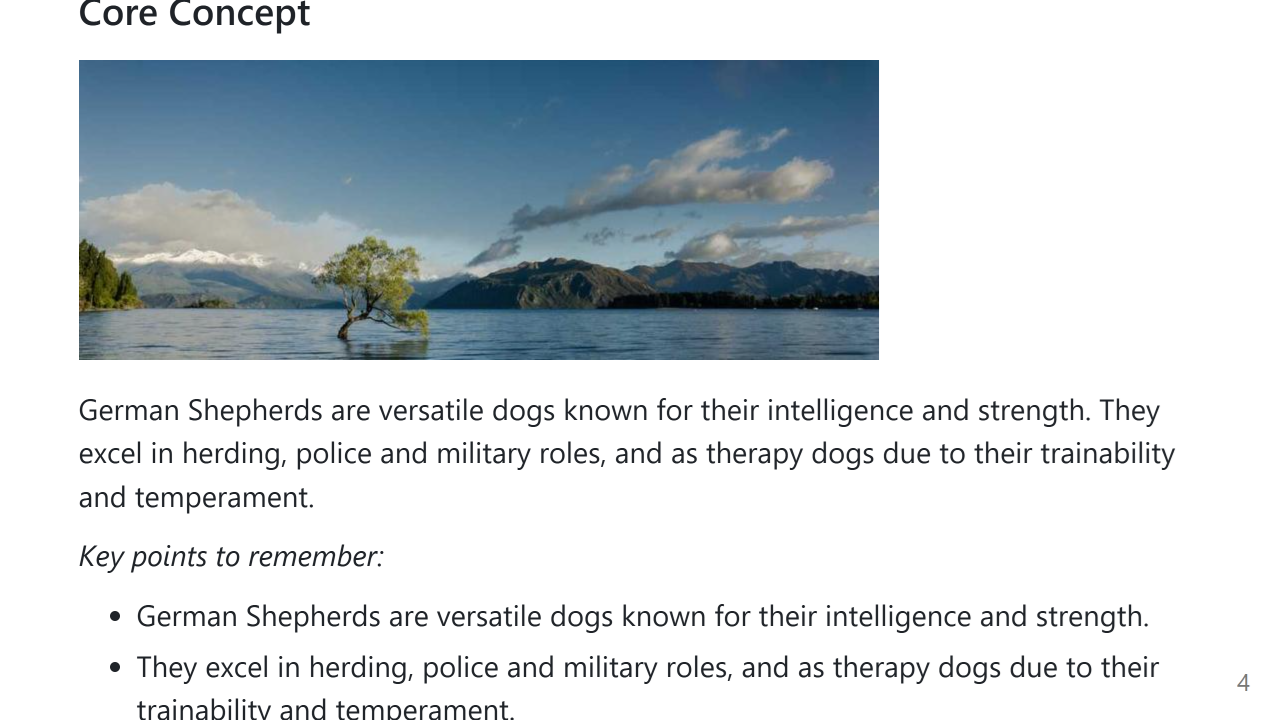 Core Concept
German Shepherds are versatile dogs known for their intelligence and strength. They
excel in herding, police and military roles, and as therapy dogs due to their trainability
and temperament.
Key points to remember:
• German Shepherds are versatile dogs known for their intelligence and strength.
• They excel in herding, police and military roles, and as therapy dogs due to their
trainability and temperament.
4